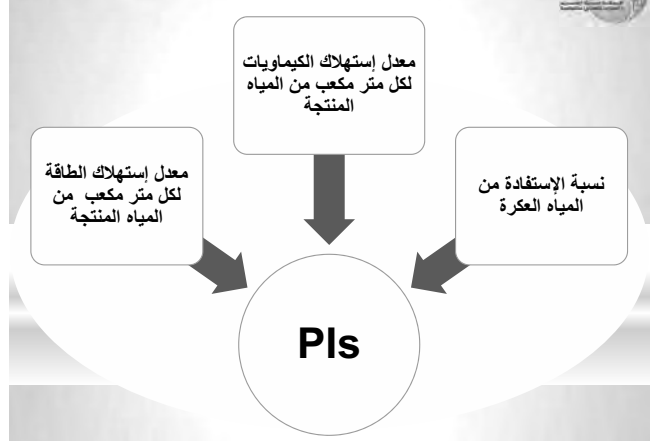 معدل إستهلاك الكيماويات
لكل متر مكعب من المياه
المنتجة
نسبة الإستفادة من
المياه العكرة
معدل إستهلاك الطاقة
لكل متر مكعب من
المياه المنتجة
PIs